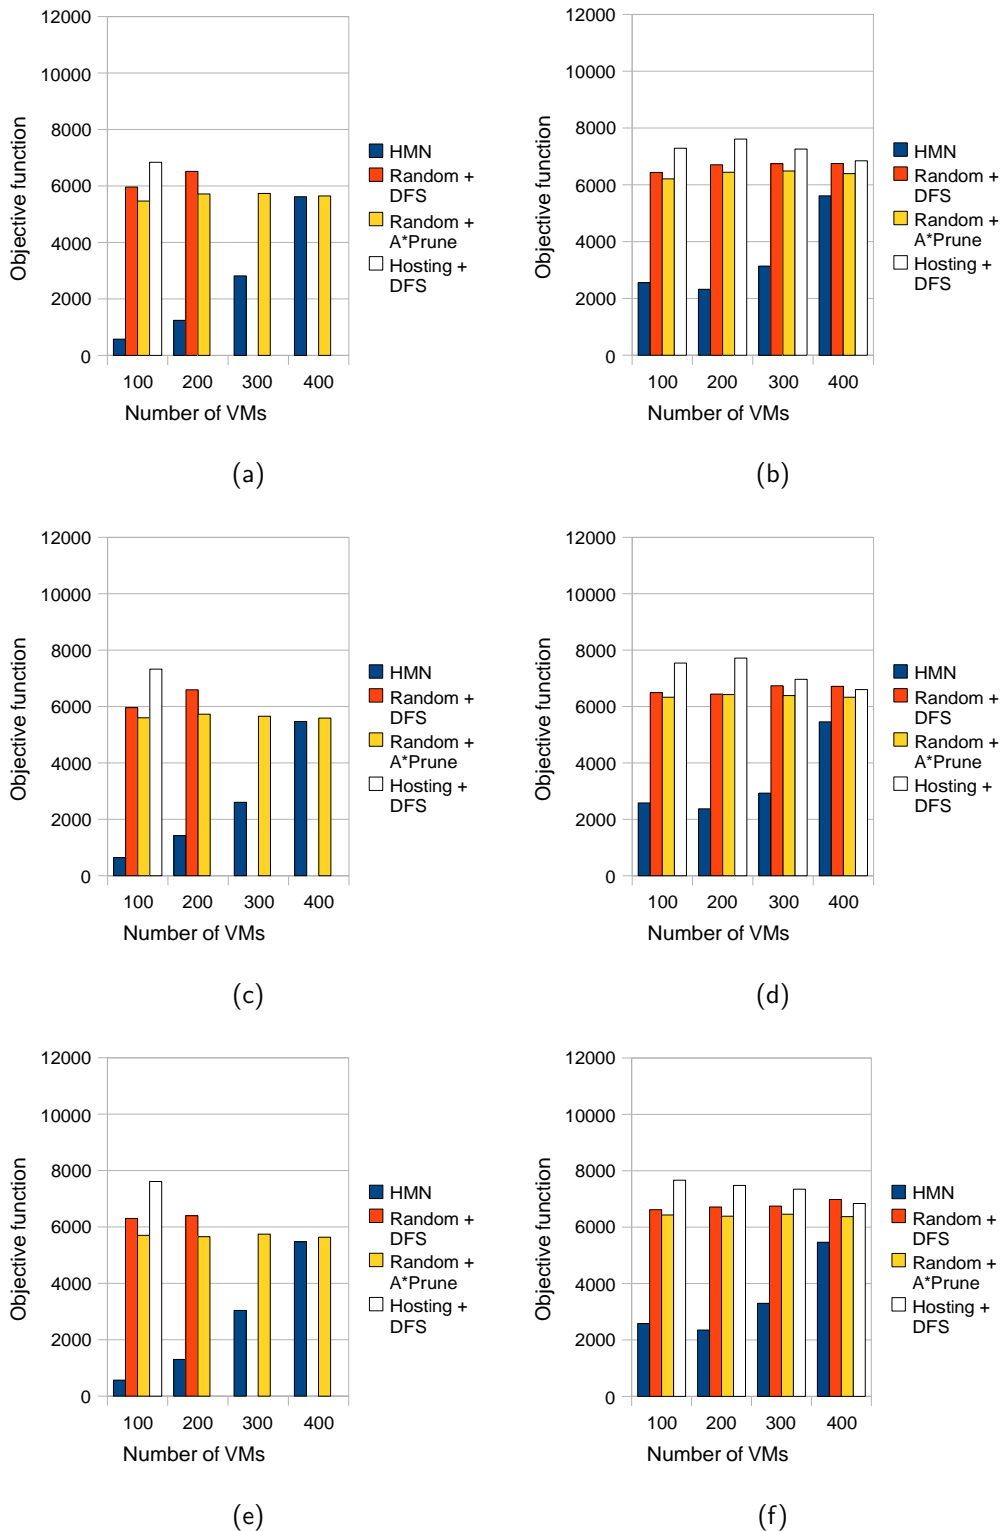 12000
10000
8000
6000
4000
2000
0
Objective function
100 200 300 400
Number of VMs
HMN
Random +
DFS
Random +
A*Prune
Hosting +
DFS
(a)
12000
10000
8000
6000
4000
2000
0
Objective function
100 200 300 400
Number of VMs
HMN
Random +
DFS
Random +
A*Prune
Hosting +
DFS
(b)
12000
10000
8000
6000
4000
2000
0
Objective function
100 200 300 400
Number of VMs
HMN
Random +
DFS
Random +
A*Prune
Hosting +
DFS
(c)
12000
10000
8000
6000
4000
2000
0
Objective function
100 200 300 400
Number of VMs
HMN
Random +
DFS
Random +
A*Prune
Hosting +
DFS
(d)
12000
10000
8000
6000
4000
2000
0
Objective function
100 200 300 400
Number of VMs
HMN
Random +
DFS
Random +
A*Prune
Hosting +
DFS
(e)
12000
10000
8000
6000
4000
2000
0
Objective function
100 200 300 400
Number of VMs
HMN
Random +
DFS
Random +
A*Prune
Hosting +
DFS
(f)